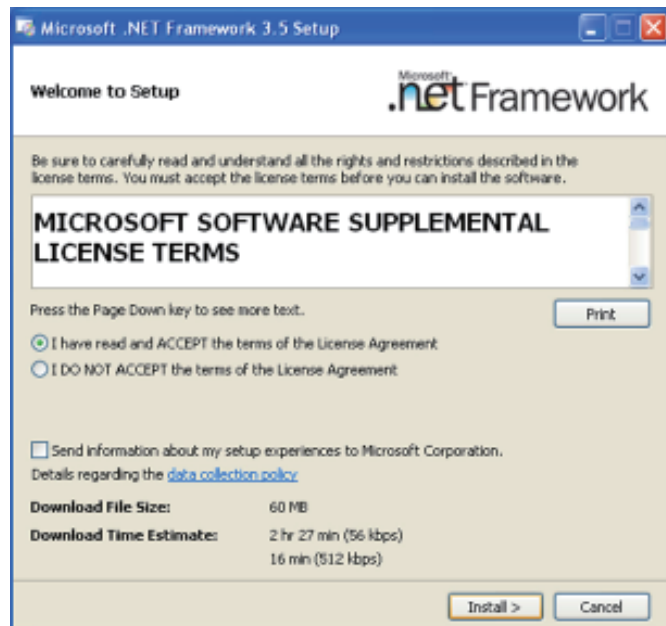 Microsoft .NET Framework 3.5 Setup
Welcome to Setup
Microsoft
.net Framework
Be sure to carefully read and understand all the rights and restrictions described in the
license terms. You must accept the license terms before you can install the software.
MICROSOFT SOFTWARE SUPPLEMENTAL
LICENSE TERMS
Press the Page Down key to see more text.
Print
I have read and ACCEPT the terms of the License Agreement
I DO NOT ACCEPT the terms of the License Agreement
Send information about my setup experiences to Microsoft Corporation.
Details regarding the data collection policy
Download File Size: 60 MB
Download Time Estimate: 2 hr 27 min (56 kbps)
16 min (512 kbps)
Install >
Cancel